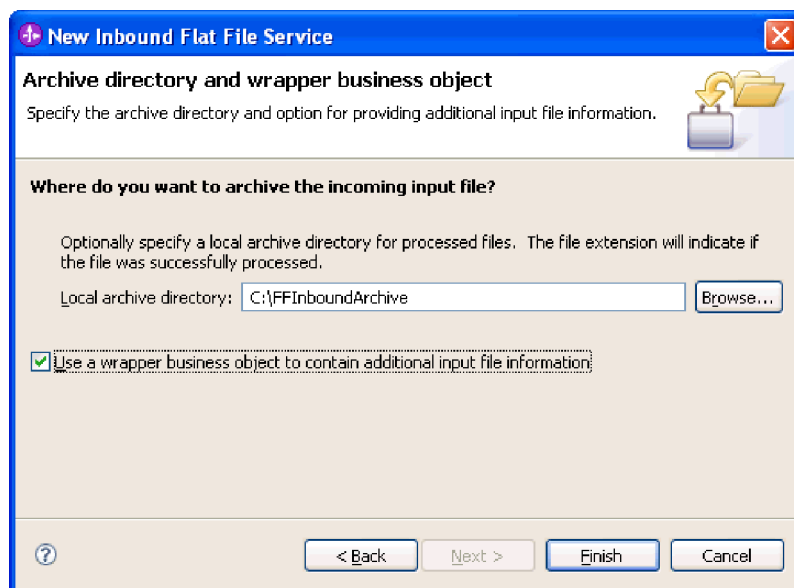 New Inbound Flat File Service
Archive directory and wrapper business object
Specify the archive directory and option for providing additional input file information.
Where do you want to archive the incoming input file?
Optionally specify a local archive directory for processed files. The file extension will indicate if
the file was successfully processed.
Local archive directory: C:\FFInboundArchive Browse...
Use a wrapper business object to contain additional input file information
? < Back Next > Finish Cancel